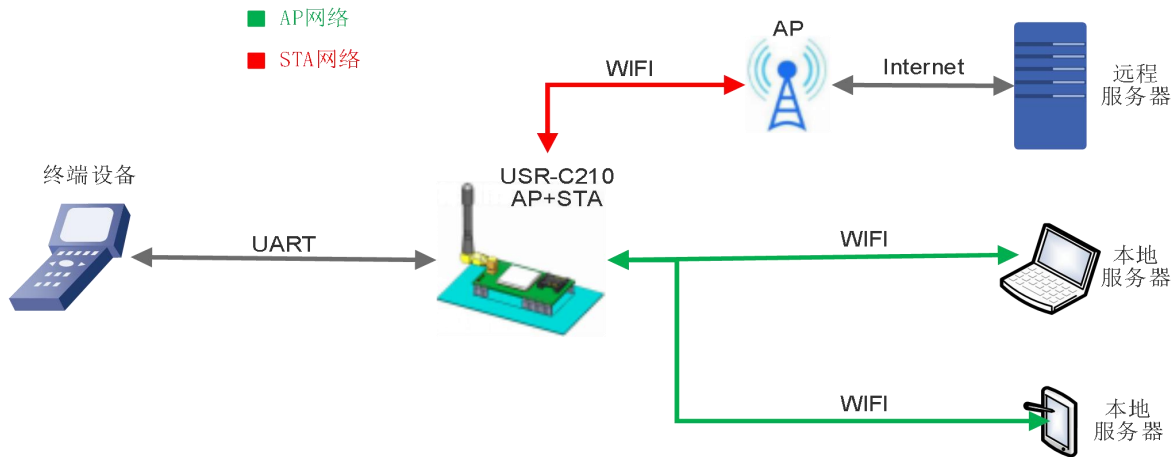 AP网络
STA网络
AP
WIFI
Internet
远程
服务器
终端设备
USR-C210
AP+STA
UART
WIFI
本地
服务器
WIFI
本地
服务器